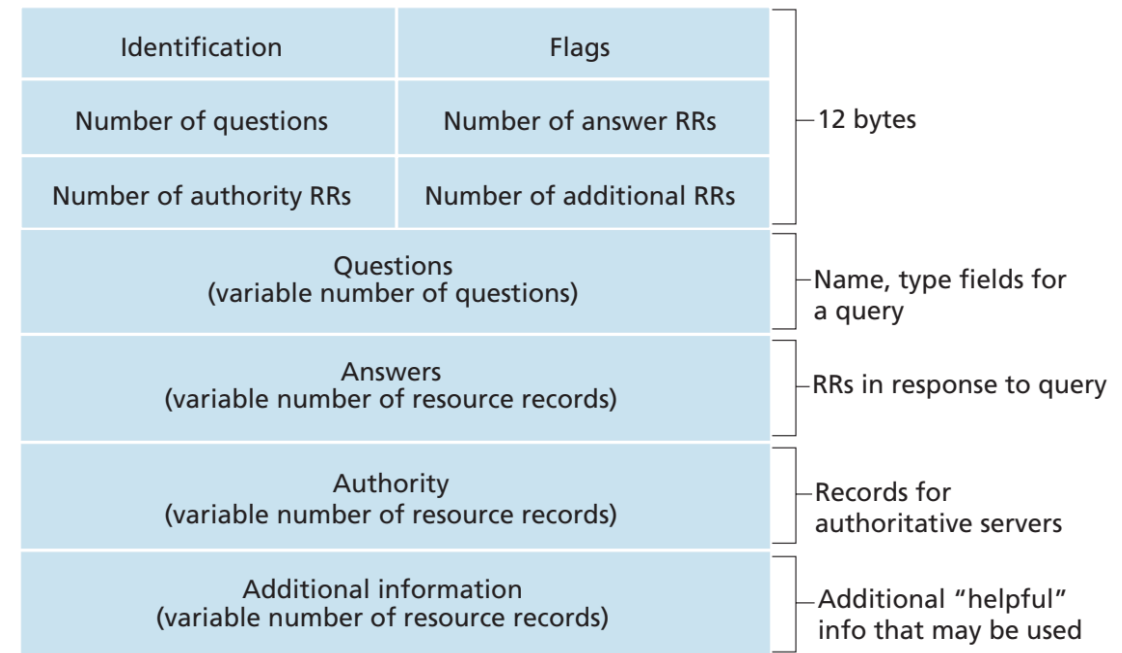 Identification
Flags
Number of questions
Number of answer RRs
12 bytes
Number of authority RRs
Number of additional RRs
Questions
(variable number of questions)
Name, type fields for
a query
Answers
(variable number of resource records)
RRs in response to query
Authority
(variable number of resource records)
Records for
authoritative servers
Additional information
(variable number of resource records)
Additional “helpful”
info that may be used